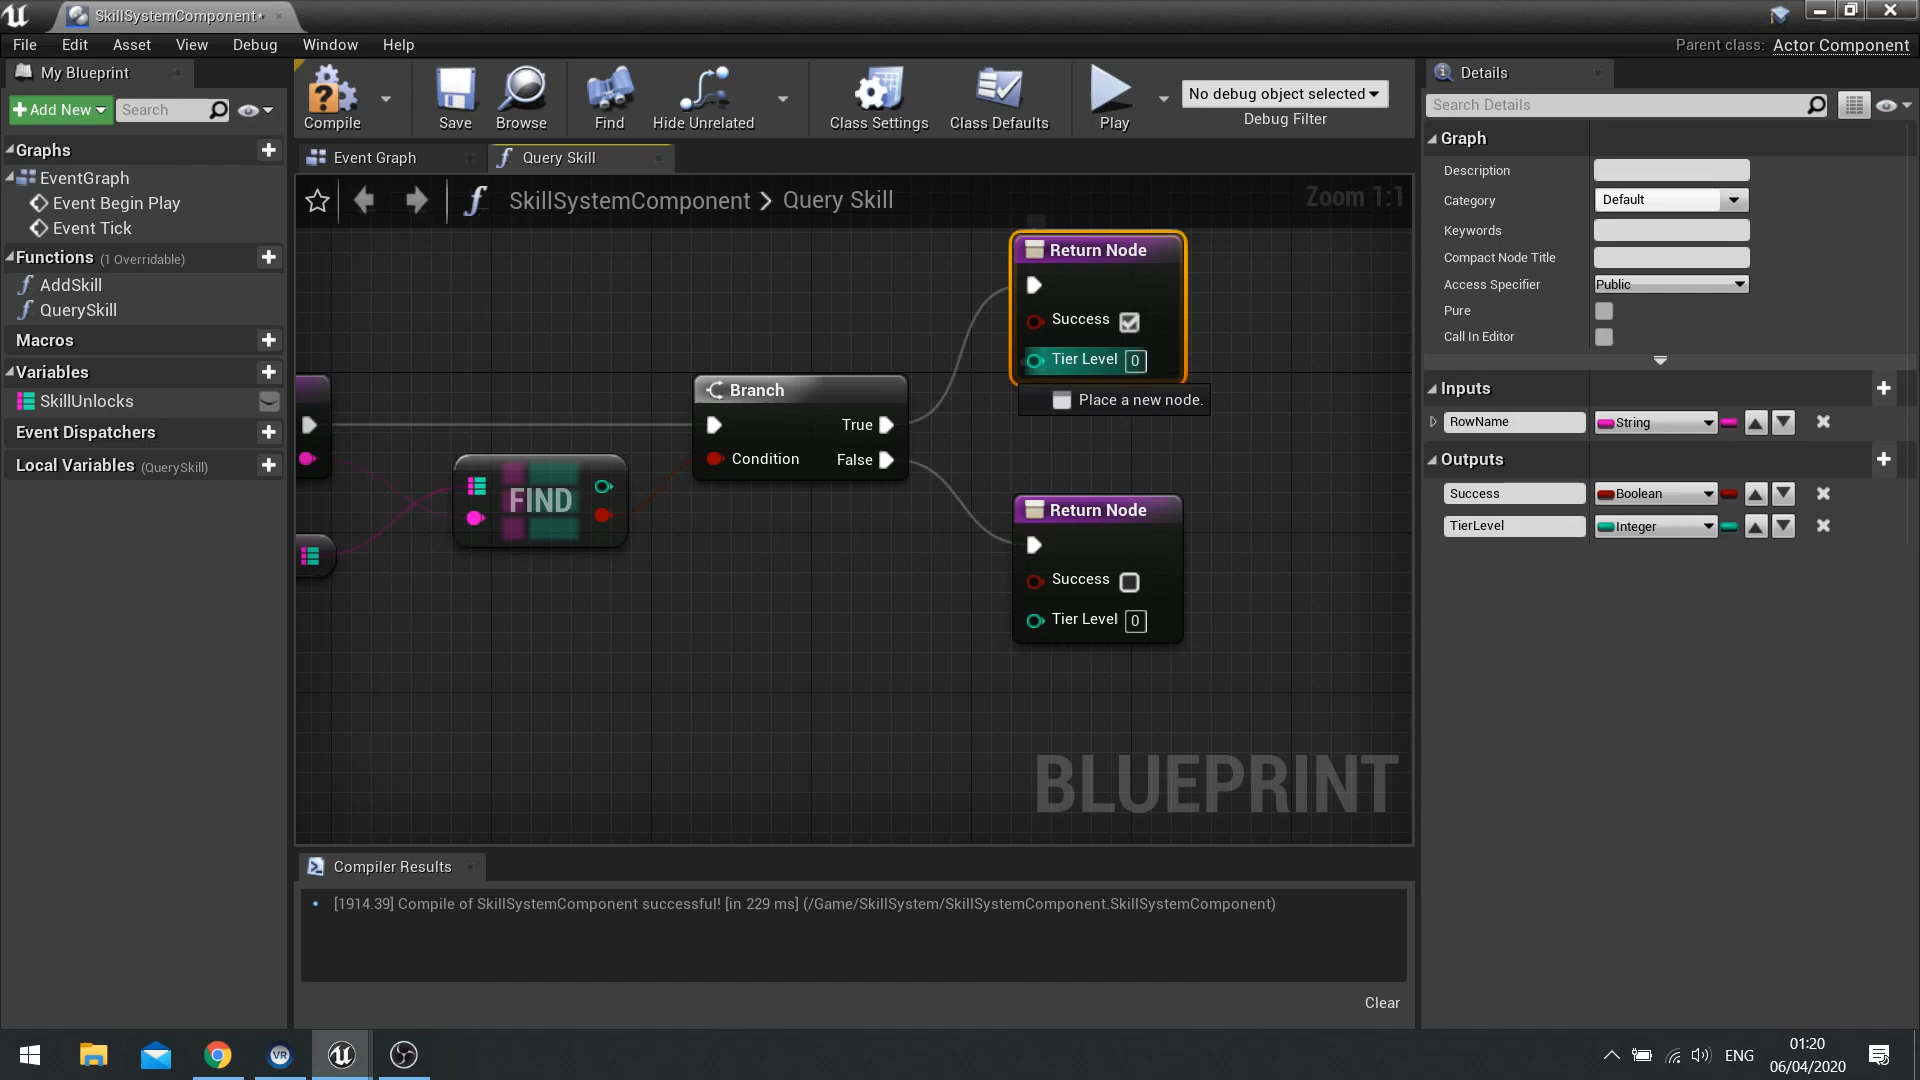 SkillSystemComponent*
File Edit Asset View Debug Window Help
Parent class: Actor Component
My Blueprint
Add New
Search
Graphs
EventGraph
Event Begin Play
Event Tick
Functions (1 Overridable)
AddSkill
QuerySkill
Macros
Variables
SkillUnlocks
Event Dispatchers
Local Variables (QuerySkill)
Compile
Save
Browse
Find
Hide Unrelated
Class Settings
Class Defaults
Play
No debug object selected
Debug Filter
Event Graph
Query Skill
SkillSystemComponent > Query Skill
Zoom 1:1
Return Node
Success
Tier Level 0
Place a new node.
Branch
True
Condition
False
FIND
Return Node
Success
Tier Level 0
BLUEPRINT
Compiler Results
[1914.39] Compile of SkillSystemComponent successful! [in 229 ms] (/Game/SkillSystem/SkillSystemComponent.SkillSystemComponent)
Clear
Details
Search Details
Graph
Description
Category Default
Keywords
Compact Node Title
Access Specifier Public
Pure
Call In Editor
Inputs
RowName String
Outputs
Success Boolean
TierLevel Integer
VR
ENG
01:20
06/04/2020